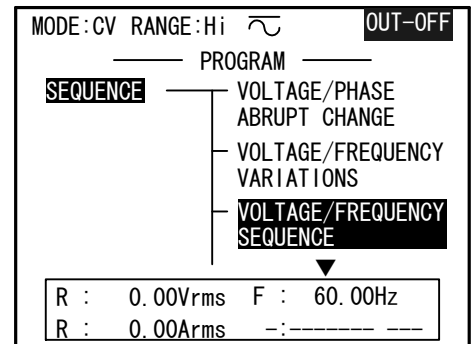 MODE:CV RANGE:Hi OUT-OFF
PROGRAM
SEQUENCE VOLTAGE/PHASE
ABRUPT CHANGE
VOLTAGE/FREQUENCY
VARIATIONS
VOLTAGE/FREQUENCY
SEQUENCE
R : 0.00Vrms F : 60.00Hz
R : 0.00Arms -:------- ---